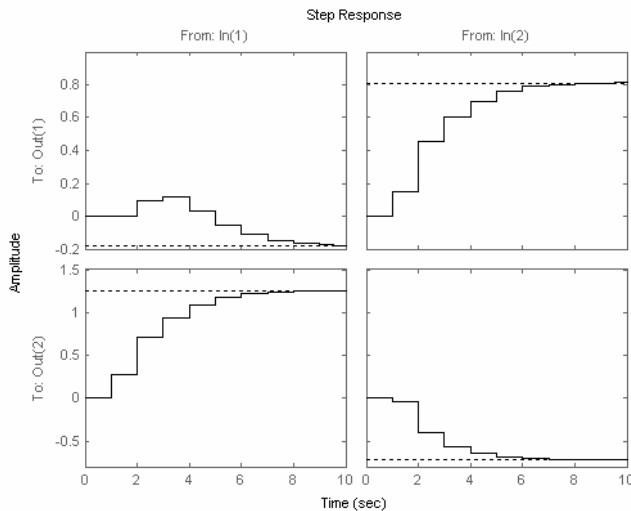 Step Response
From: In(1) From: In(2)
To: Out(1)
0.8
0.6
0.4
0.2
0
-0.2
Amplitude
To: Out(2)
1.5
1
0.5
0
-0.5
0 2 4 6 8 10 0 2 4 6 8 10
Time (sec)